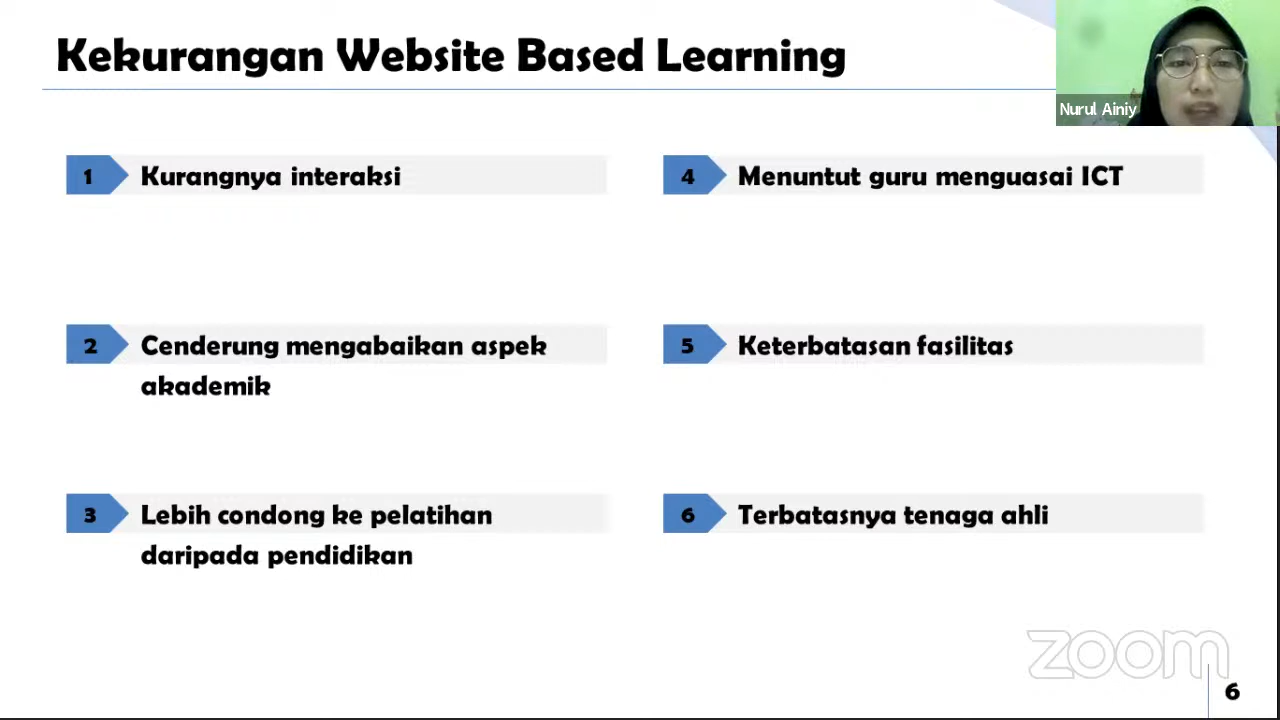 Kekurangan Website Based Learning
Nurul Ainiy
1 Kurangnya interaksi
2 Cenderung mengabaikan aspek
akademik
3 Lebih condong ke pelatihan
daripada pendidikan
4 Menuntut guru menguasai ICT
5 Keterbatasan fasilitas
6 Terbatasnya tenaga ahli
zoom
6